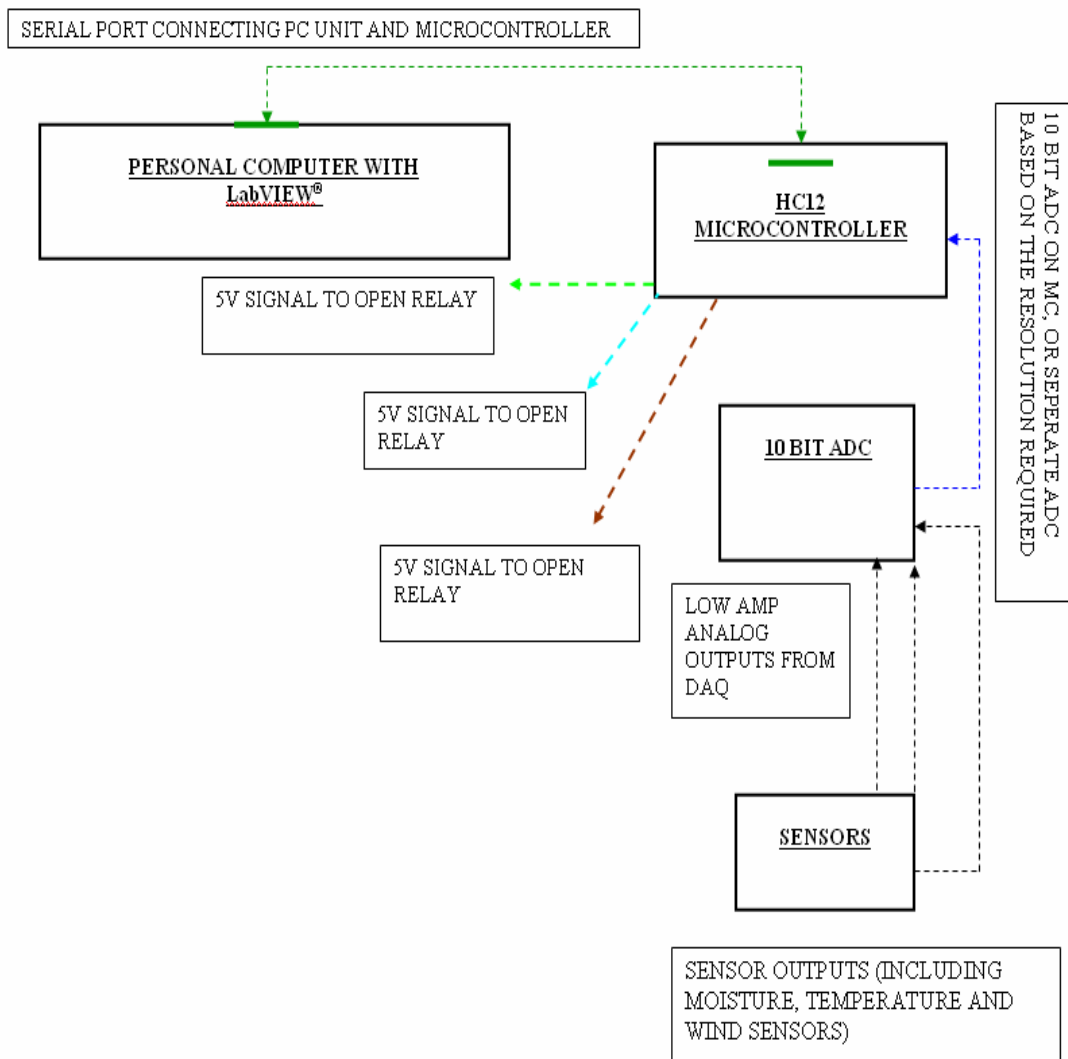 SERIAL PORT CONNECTING PC UNIT AND MICROCONTROLLER
PERSONAL COMPUTER WITH
LabVIEW®
HC12
MICROCONTROLLER
10 BIT ADC ON MC, OR SEPERATE ADC
BASED ON THE RESOLUTION REQUIRED
5V SIGNAL TO OPEN RELAY
5V SIGNAL TO OPEN
RELAY
10 BIT ADC
5V SIGNAL TO OPEN
RELAY
LOW AMP
ANALOG
OUTPUTS FROM
DAQ
SENSORS
SENSOR OUTPUTS (INCLUDING
MOISTURE, TEMPERATURE AND
WIND SENSORS)